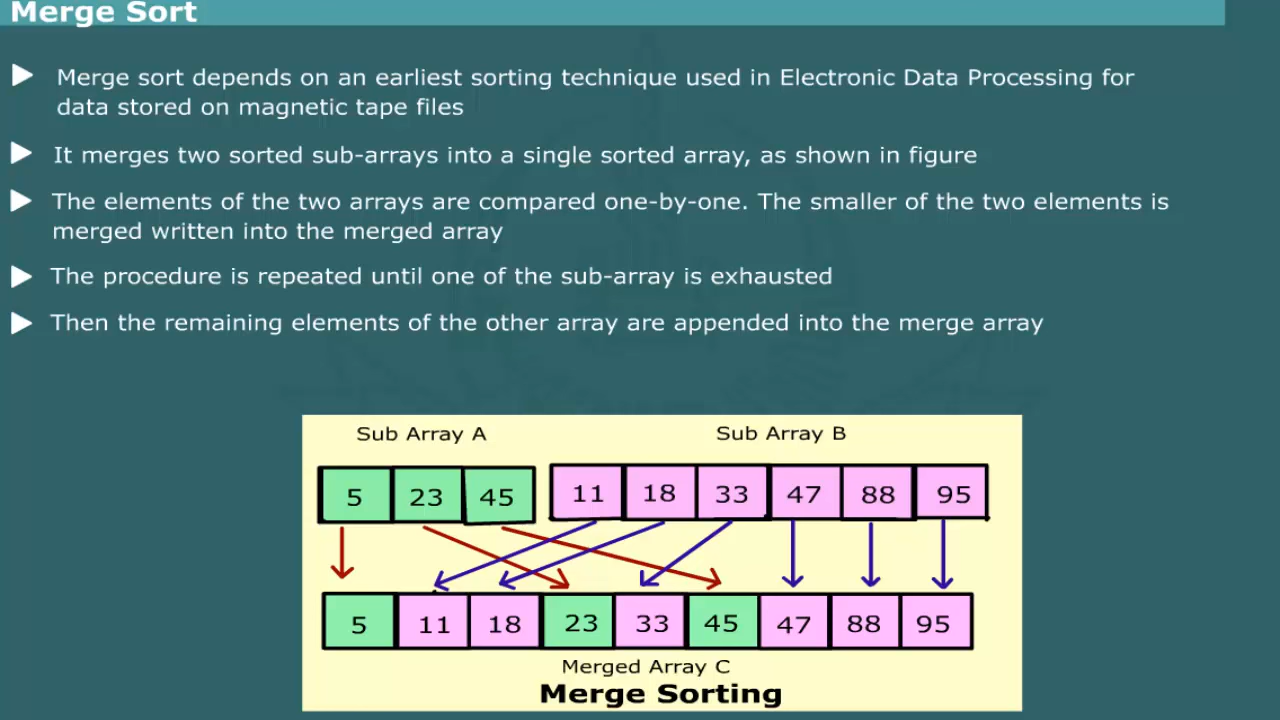 Merge Sort
Merge sort depends on an earliest sorting technique used in Electronic Data Processing for
data stored on magnetic tape files
It merges two sorted sub-arrays into a single sorted array, as shown in figure
The elements of the two arrays are compared one-by-one. The smaller of the two elements is
merged written into the merged array
The procedure is repeated until one of the sub-array is exhausted
Then the remaining elements of the other array are appended into the merge array
Sub Array A Sub Array B
5 23 45 11 18 33 47 88 95
5 11 18 23 33 45 47 88 95
Merged Array C
Merge Sorting